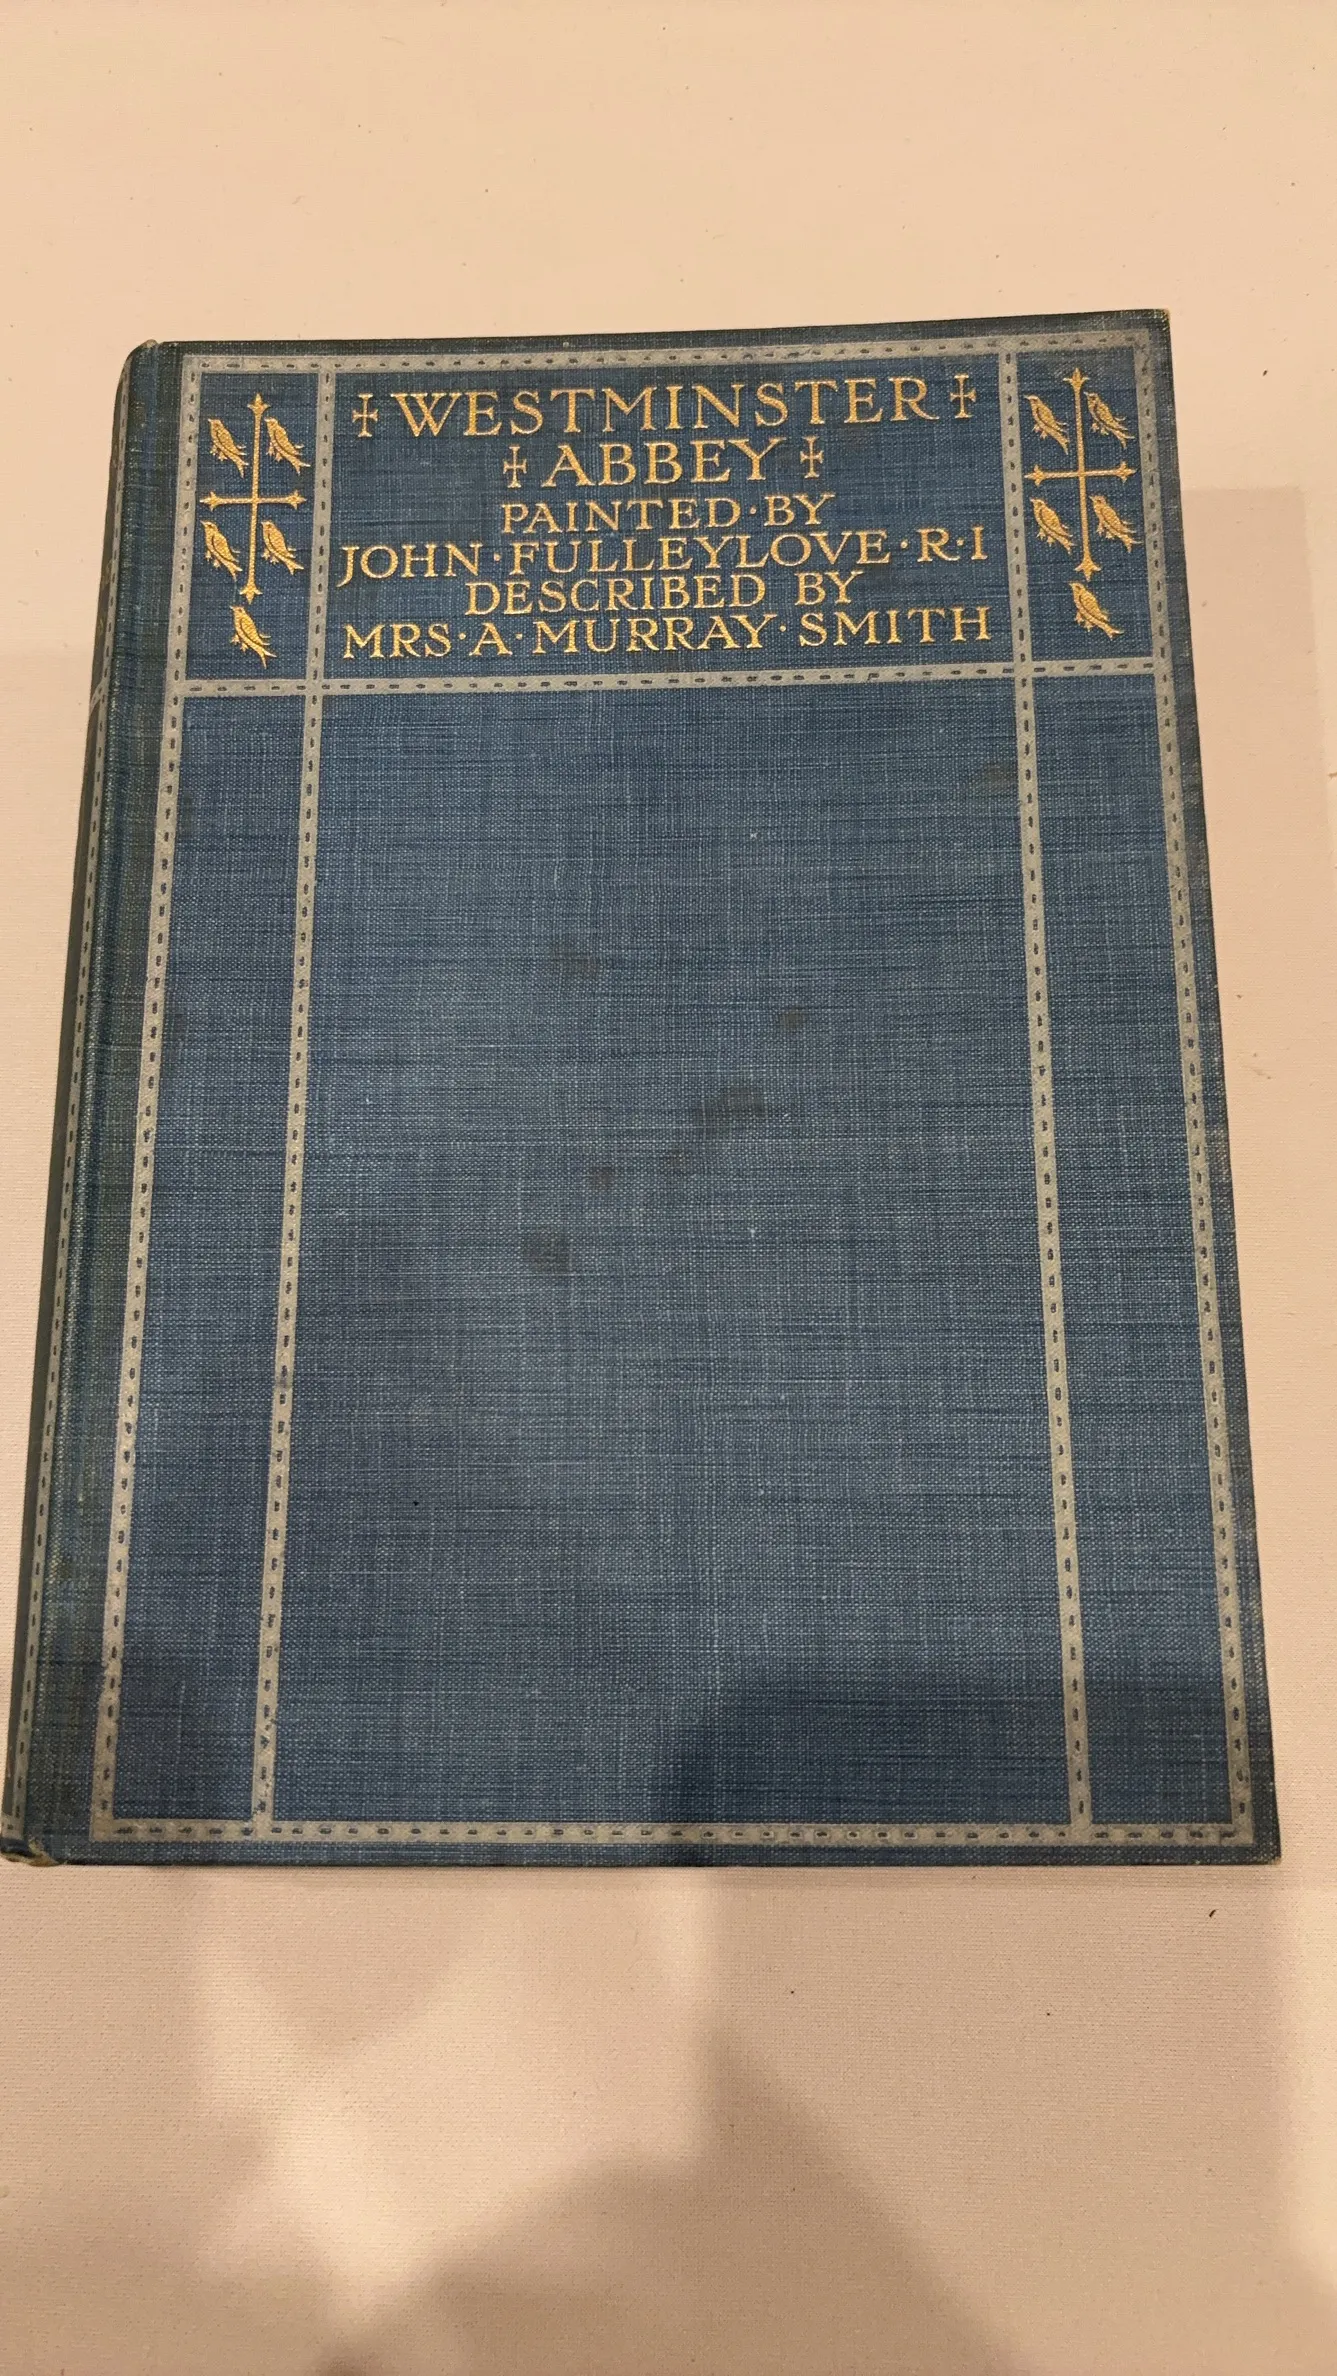 WESTMINSTER
ABBEY
PAINTED·BY
JOHN·FULLEYLOVE·R·I
DESCRIBED BY
MRS·A·MURRAY·SMITH